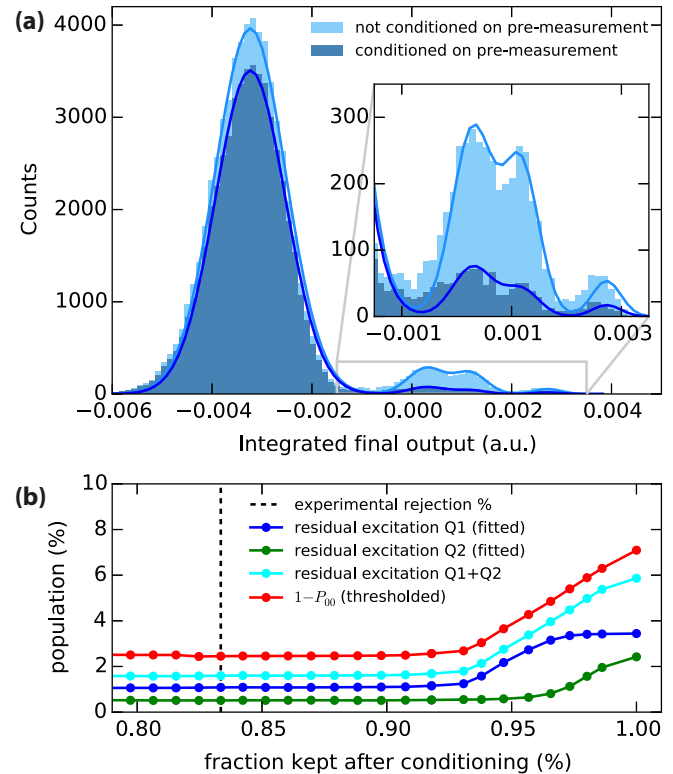 (a)
not conditioned on pre-measurement
conditioned on pre-measurement
4000
3000
2000
1000
0
Counts
300
200
100
0
−0.001 0.001 0.003
−0.006 −0.004 −0.002 0.000 0.002 0.004
Integrated final output (a.u.)
(b)
10
8
6
4
2
0
population (%)
experimental rejection %
residual excitation Q1 (fitted)
residual excitation Q2 (fitted)
residual excitation Q1+Q2
1−P₀₀ (thresholded)
0.80 0.85 0.90 0.95 1.00
fraction kept after conditioning (%)